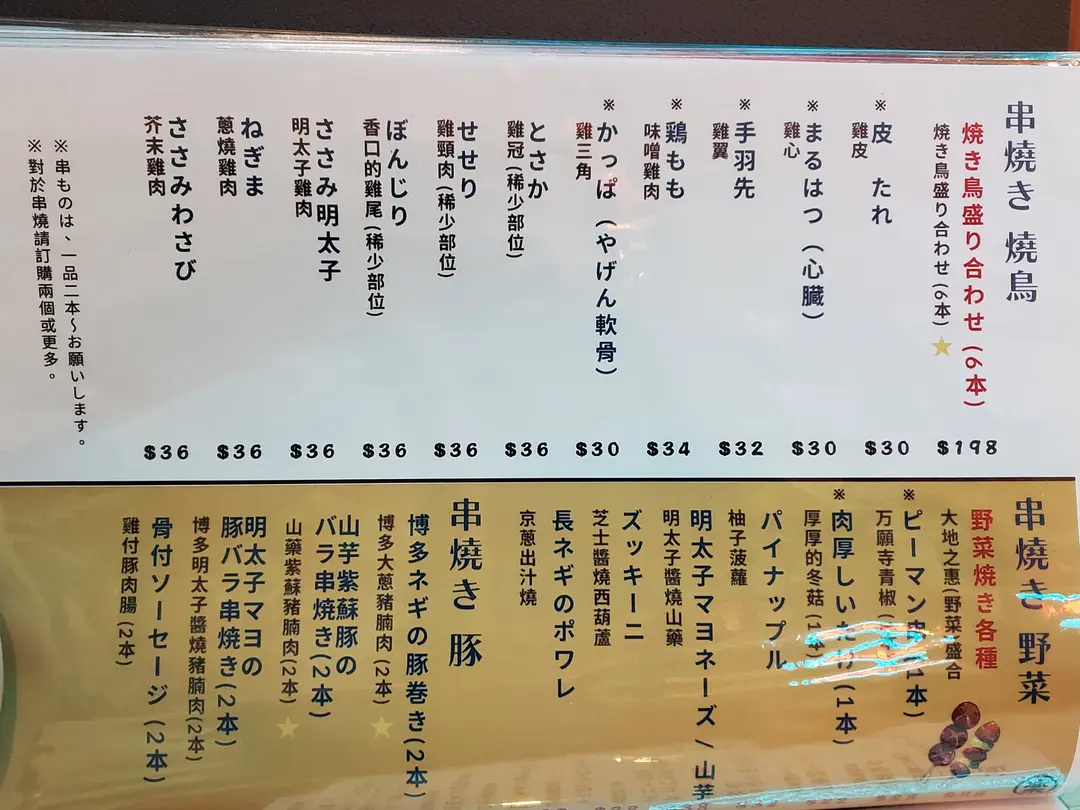 串燒き 燒鳥
焼き鳥盛り合わせ (6本)
焼き鳥盛り合わせ (6本)
$198
※皮 たれ
雞皮
$30
※まるはつ (心臓)
雞心
$30
※手羽先
雞翼
$32
※鶏もも
味噌雞肉
$34
※かっぱ (やげん軟骨)
雞三角
$30
とさか
雞冠 (稀少部位)
$36
せせり
雞頸肉 (稀少部位)
$36
ぼんじり
香口的雞尾 (稀少部位)
$36
ささみ明太子
明太子雞肉
$36
ねぎま
蔥燒雞肉
$36
ささみわさび
芥末雞肉
$36
※串ものは、一品二本~お願いします。
※對於串燒請訂購兩個或更多。
串燒き 野菜
野菜焼き各種
大地之惠(野菜 盛合
※ピーマン 1本)
万願寺青椒
※肉厚しいたけ (1本)
厚厚的冬菇 (1本)
パイナップル
柚子菠蘿
明太子マヨネーズ / 山芋
明太子醬燒山藥
ズッキーニ
芝士醬燒西葫蘆
長ネギのポワレ
京蔥出汁燒
串燒き 豚
博多ネギの豚巻き(2本)
博多大蔥豬腩肉 (2本)
山芋紫蘇豚の
バラ串焼き(2本)
山藥紫蘇豬腩肉(2本)
明太子マヨの
豚バラ串焼き(2本)
博多明太子醬燒豬腩肉(2本)
骨付ソーセージ (2本)
雞付豚肉腸 (2本)